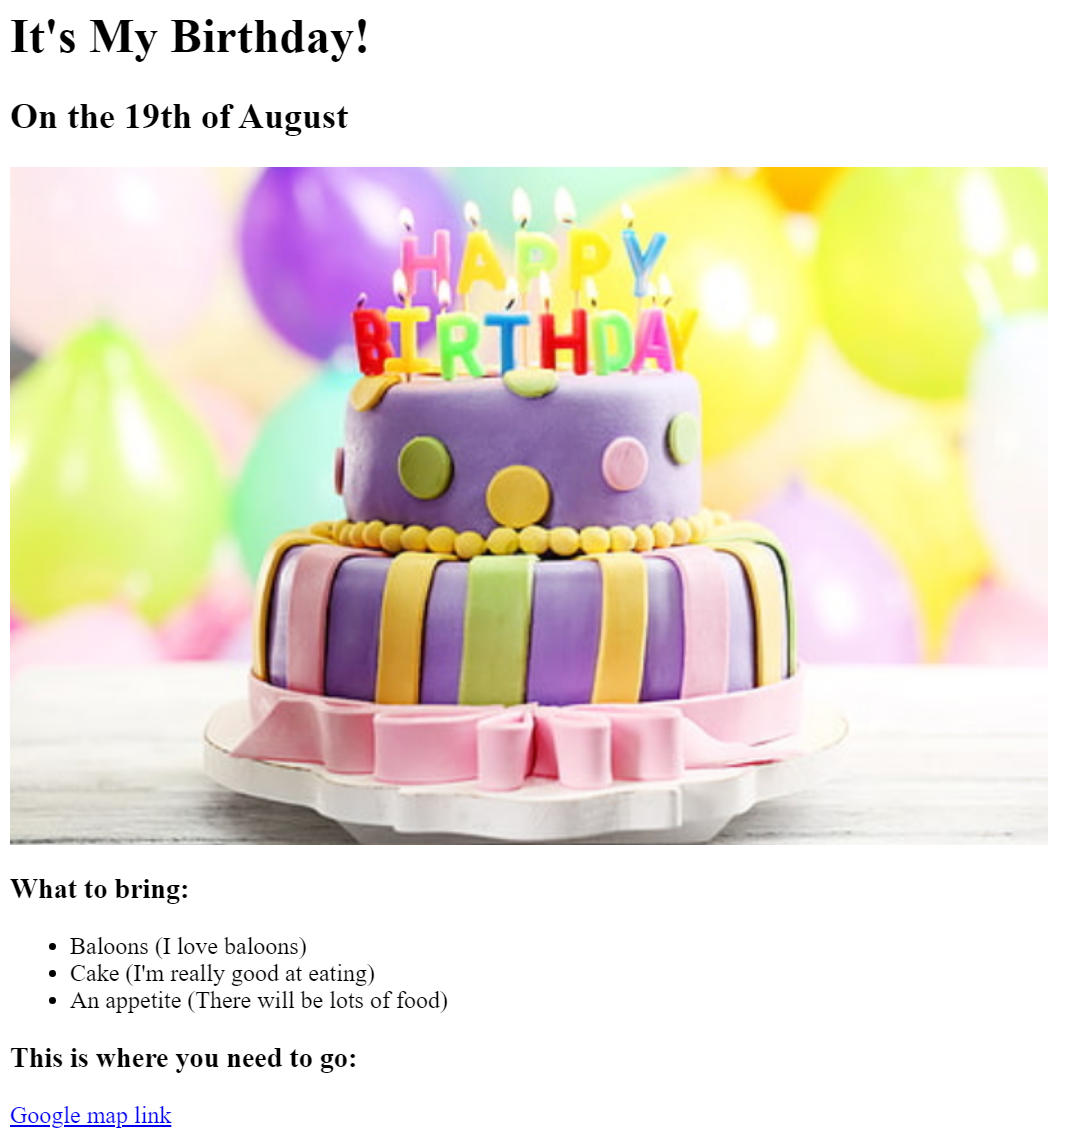 It's My Birthday!
On the 19th of August
HAPPY
BIRTHDAY
What to bring:
Baloons (I love baloons)
Cake (I'm really good at eating)
An appetite (There will be lots of food)
This is where you need to go:
Google map link